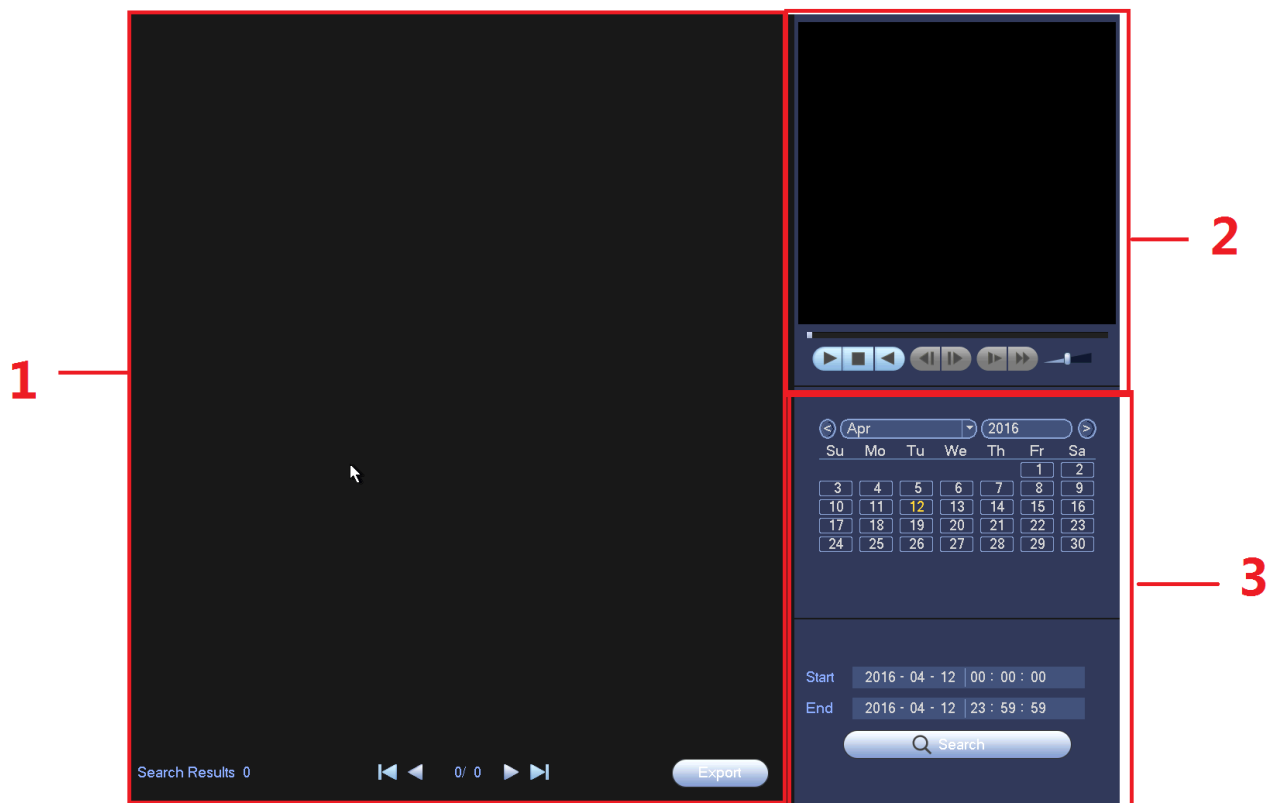 1
Search Results 0
0/ 0
Export
2
Apr 2016
Su Mo Tu We Th Fr Sa
1 2
3 4 5 6 7 8 9
10 11 12 13 14 15 16
17 18 19 20 21 22 23
24 25 26 27 28 29 30
3
Start 2016 - 04 - 12 00 : 00 : 00
End 2016 - 04 - 12 23 : 59 : 59
Search